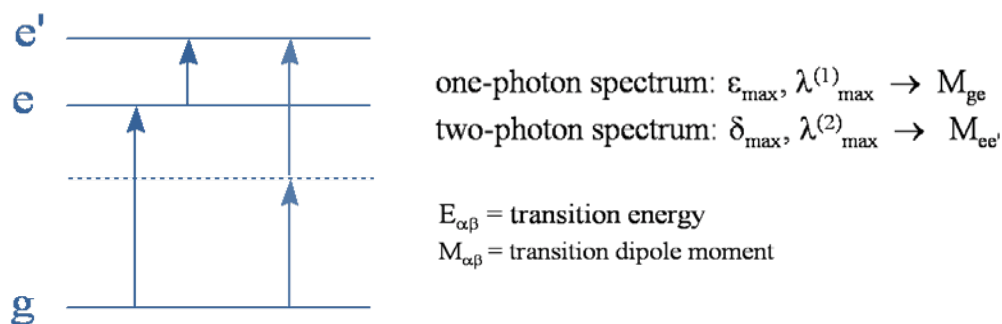 e'
e
g
one-photon spectrum: εmax, λ(1)max → Mge
two-photon spectrum: δmax, λ(2)max → Mee'
Eαβ = transition energy
Mαβ = transition dipole moment